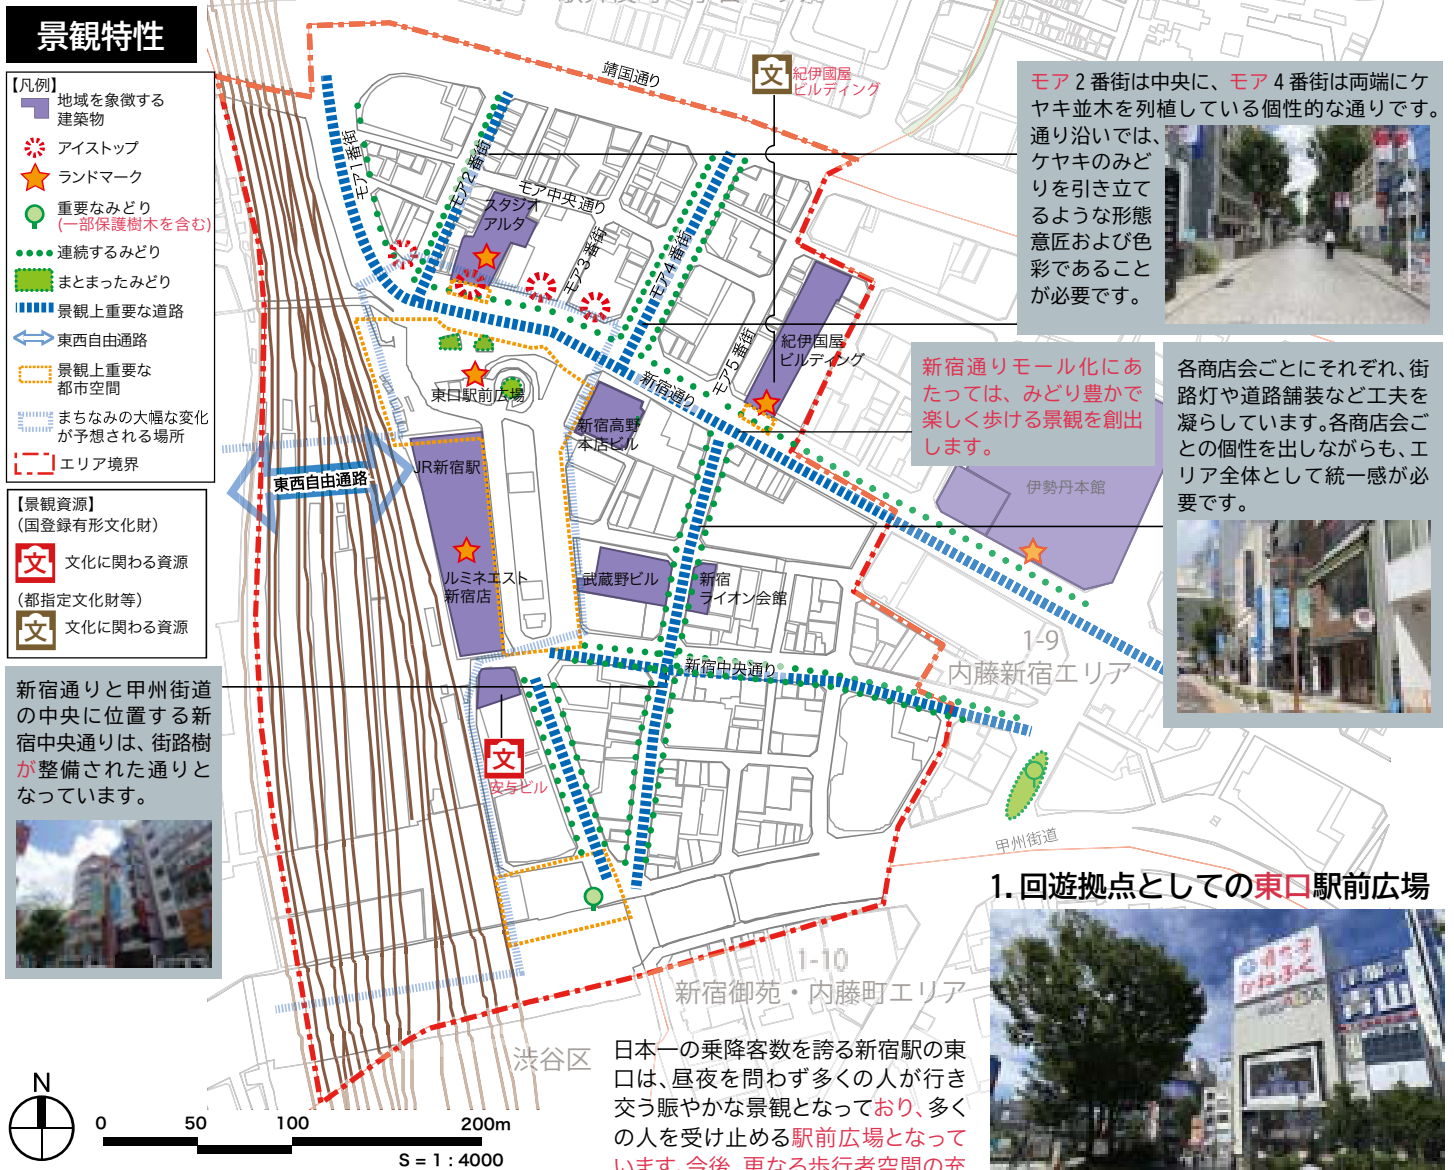 景観特性
【凡例】
地域を象徴する
建築物
アイストップ
ランドマーク
重要なみどり
(一部保護樹木を含む)
連続するみどり
まとまったみどり
景観上重要な道路
東西自由通路
景観上重要な
都市空間
まちなみの大幅な変化
が予想される場所
エリア境界
【景観資源】
(国登録有形文化財)
文 文化に関わる資源
(都指定文化財等)
文 文化に関わる資源
新宿通りと甲州街道
の中央に位置する新
宿中央通りは、街路樹
が整備された通りと
なっています。
靖国通り
文
紀伊國屋
ビルディング
モア1番街
モア2番街
モア中央通り
スタジオ
アルタ
モア3番街
モア4番街
モア5番街
紀伊国屋
ビルディング
新宿通り
東口駅前広場
新宿高野
本店ビル
JR新宿駅
東西自由通路
ルミネエスト
新宿店
武蔵野ビル
新宿
ライオン会館
伊勢丹本館
新宿中央通り
1-9
内藤新宿エリア
文
安与ビル
甲州街道
1-10
新宿御苑・内藤町エリア
渋谷区
モア2番街は中央に、モア4番街は両端にケ
ヤキ並木を列植している個性的な通りです。
通り沿いでは、
ケヤキのみど
りを引き立て
るような形態
意匠および色
彩であること
が必要です。
新宿通りモール化にあ
たっては、みどり豊かで
楽しく歩ける景観を創出
します。
各商店会ごとにそれぞれ、街
路灯や道路舗装など工夫を
凝らしています。各商店会ご
との個性を出しながらも、エ
リア全体として統一感が必
要です。
1. 回遊拠点としての東口駅前広場
日本一の乗降客数を誇る新宿駅の東
口は、昼夜を問わず多くの人が行き
交う賑やかな景観となっており、多く
の人を受け止める駅前広場となって
います。今後、更なる歩行者空間の充
N
0 50 100 200m
S = 1 : 4000